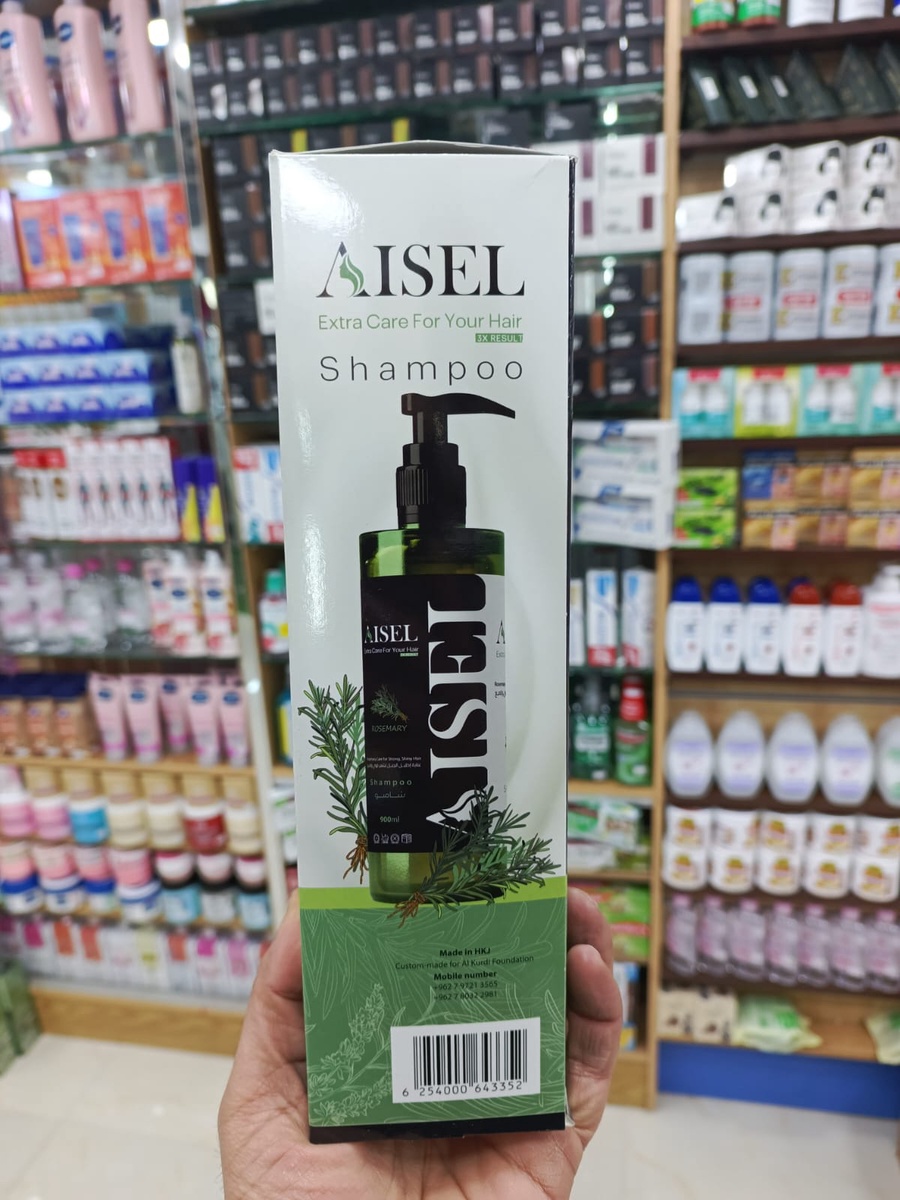 AISEL
Extra Care For Your Hair
3X RESULT
Shampoo
AISEL
Extra Care For Your Hair
ROSEMARY
Shampoo
شامبو
900ml
AISEL
Made in HKJ
Custom-made for Al Kurdi Foundation
Mobile number
+962 7 9721 3565
+962 7 8032 2981
6 254000 643352